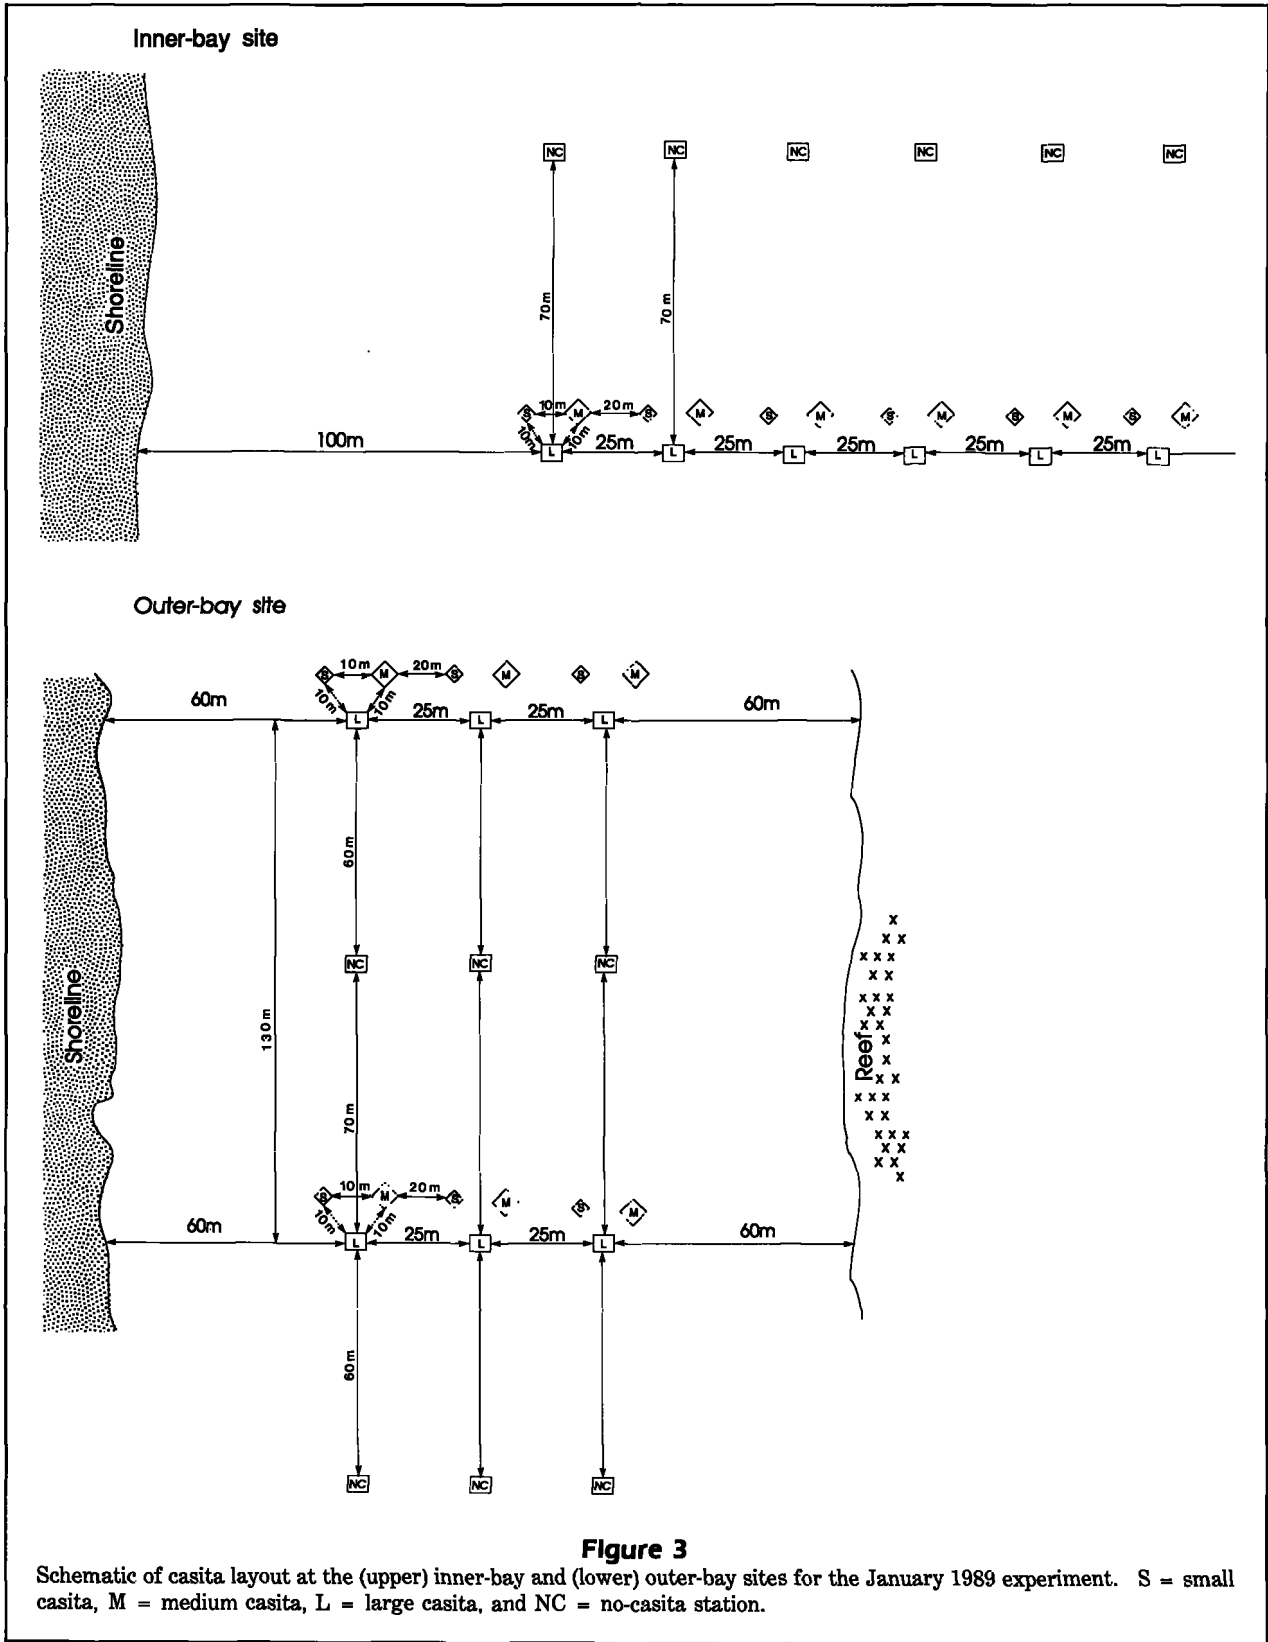 Inner-bay site
NC NC NC NC NC NC
Shoreline
70m 70m
S 10m M 20m S M S M S M S M S M
10m 10m
100m L 25m L 25m L 25m L 25m L 25m L
Outer-bay site
S 10m M 20m S M S M
10m 10m
60m L 25m L 25m L 60m
60m
NC NC NC
Shoreline
130m
Reef
x
x x
x x x
x x
x x x
x x
x x
x
x
x x
x x x
x x
x x x
x x
x x
x
70m
S 10m M 20m S M S M
10m 10m
60m L 25m L 25m L 60m
60m
NC NC NC
Figure 3
Schematic of casita layout at the (upper) inner-bay and (lower) outer-bay sites for the January 1989 experiment. S = small
casita, M = medium casita, L = large casita, and NC = no-casita station.